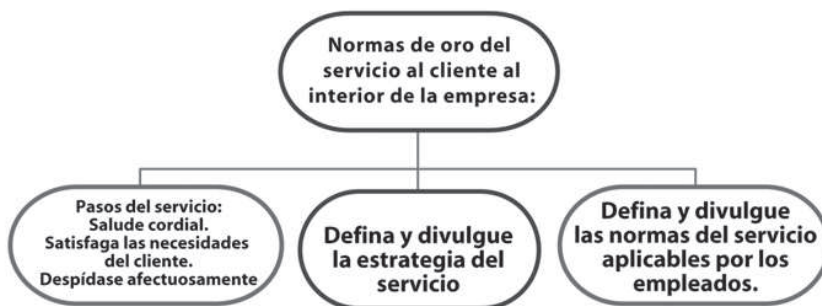 Normas de oro del
servicio al cliente al
interior de la empresa:
Pasos del servicio:
Salude cordial.
Satisfaga las necesidades
del cliente.
Despídase afectuosamente
Defina y divulgue
la estrategia del
servicio
Defina y divulgue
las normas del servicio
aplicables por los
empleados.